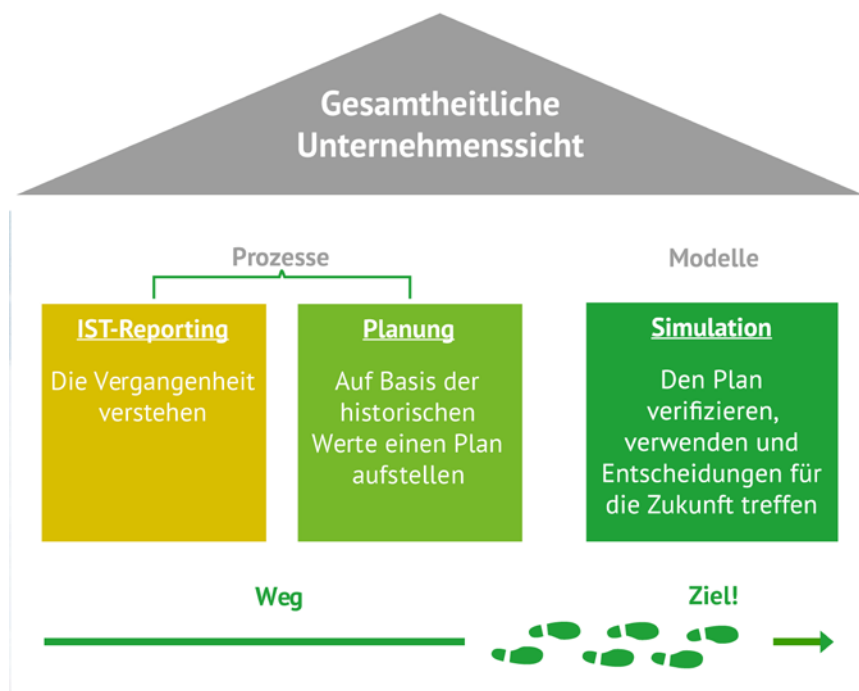 Gesamtheitliche
Unternehmenssicht
Prozesse
Modelle
IST-Reporting
Die Vergangenheit
verstehen
Planung
Auf Basis der
historischen
Werte einen Plan
aufstellen
Simulation
Den Plan
verifizieren,
verwenden und
Entscheidungen für
die Zukunft treffen
Weg
Ziel!